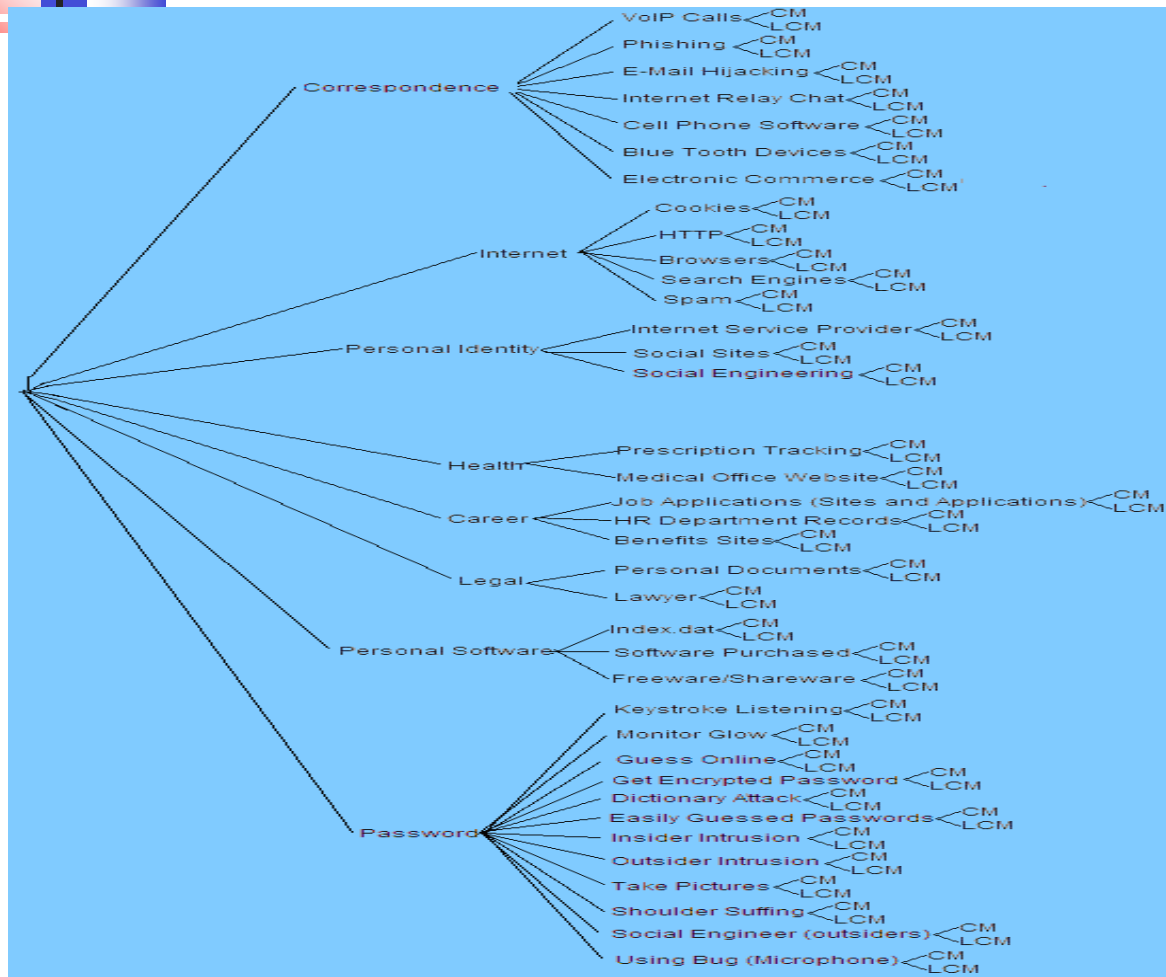 Correspondence
VoIP Calls CM
LCM
Phishing CM
LCM
E-Mail Hijacking CM
LCM
Internet Relay Chat CM
LCM
Cell Phone Software CM
LCM
Blue Tooth Devices CM
LCM
Electronic Commerce CM
LCM
Internet
Cookies CM
LCM
HTTP CM
LCM
Browsers CM
LCM
Search Engines CM
LCM
Spam CM
LCM
Personal Identity
Internet Service Provider CM
LCM
Social Sites CM
LCM
Social Engineering CM
LCM
Health
Prescription Tracking CM
LCM
Medical Office Website CM
LCM
Career
Job Applications (Sites and Applications) CM
LCM
HR Department Records CM
LCM
Benefits Sites CM
LCM
Legal
Personal Documents CM
LCM
Lawyer CM
LCM
Personal Software
Index.dat CM
LCM
Software Purchased CM
LCM
Freeware/Shareware CM
LCM
Password
Keystroke Listening CM
LCM
Monitor Glow CM
LCM
Guess Online CM
LCM
Get Encrypted Password CM
LCM
Dictionary Attack CM
LCM
Easily Guessed Passwords CM
LCM
Insider Intrusion CM
LCM
Outsider Intrusion CM
LCM
Take Pictures CM
LCM
Shoulder Suffing CM
LCM
Social Engineer (outsiders) CM
LCM
Using Bug (Microphone) CM
LCM